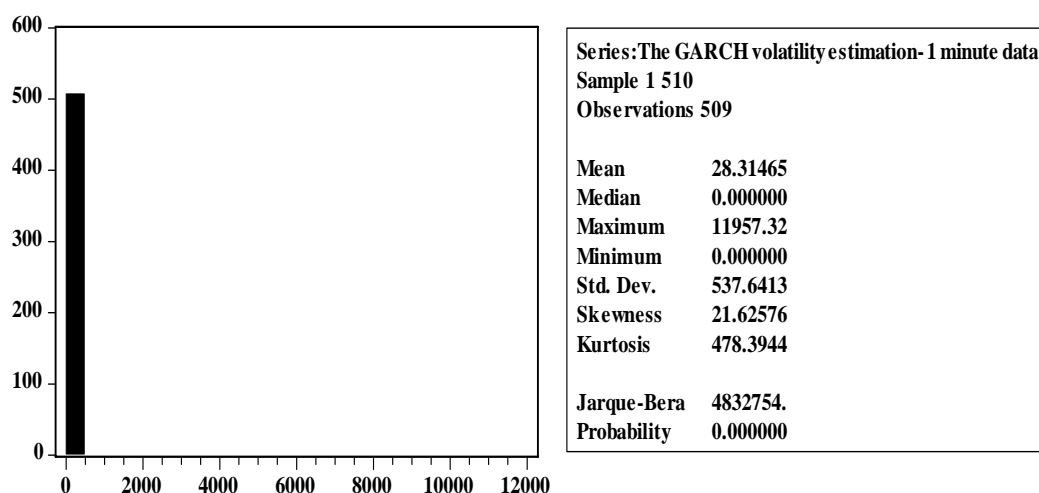 600
500
400
300
200
100
0
0 2000 4000 6000 8000 10000 12000
Series:The GARCH volatility estimation- 1 minute data
Sample 1 510
Observations 509
Mean 28.31465
Median 0.000000
Maximum 11957.32
Minimum 0.000000
Std. Dev. 537.6413
Skewness 21.62576
Kurtosis 478.3944
Jarque-Bera 4832754.
Probability 0.000000